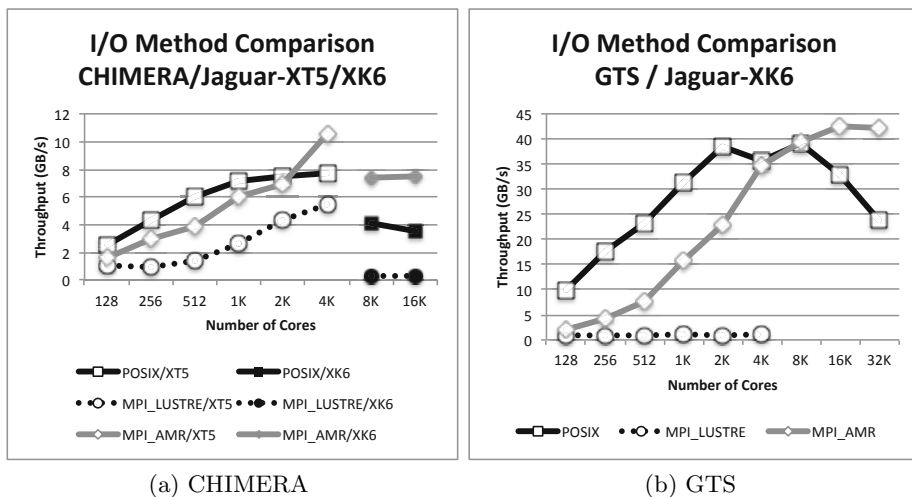 I/O Method Comparison
CHIMERA/Jaguar-XT5/XK6
Throughput (GB/s)
12
10
8
6
4
2
0
128 256 512 1K 2K 4K 8K 16K
Number of Cores
POSIX/XT5 POSIX/XK6
MPI_LUSTRE/XT5 MPI_LUSTRE/XK6
MPI_AMR/XT5 MPI_AMR/XK6
(a) CHIMERA
I/O Method Comparison
GTS / Jaguar-XK6
Throughput (GB/s)
45
40
35
30
25
20
15
10
5
0
128 256 512 1K 2K 4K 8K 16K 32K
Number of Cores
POSIX MPI_LUSTRE MPI_AMR
(b) GTS